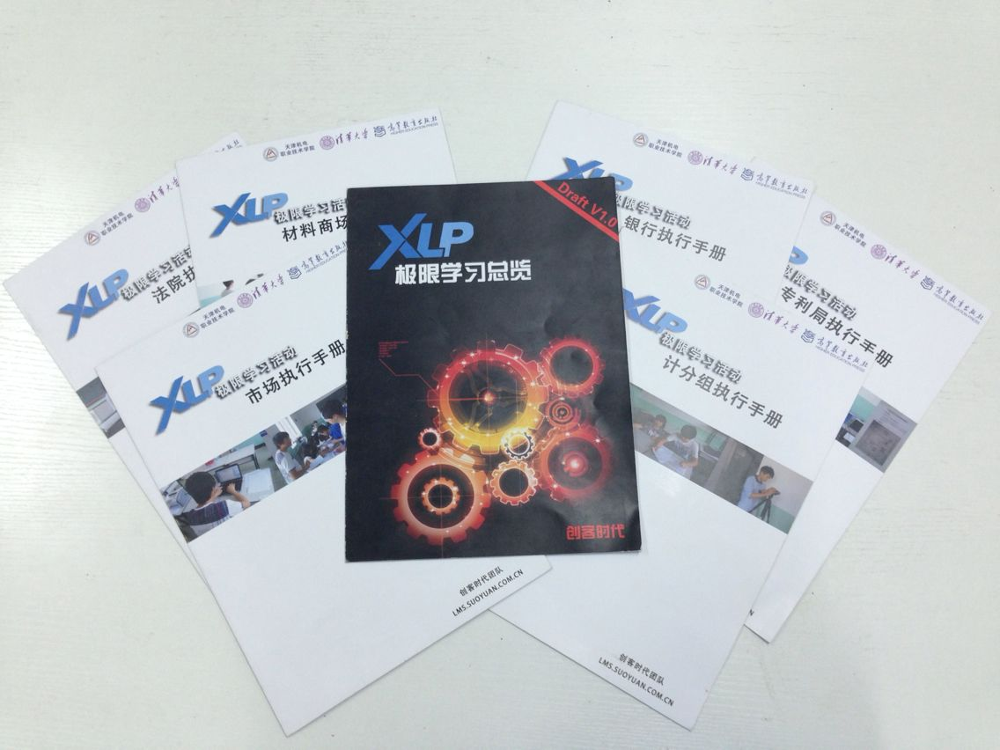 天津机电
职业技术学院
清华大学
XLP
极限学习活动
法院执
天津机电
职业技术学院
清华大学
高等教育出版社
HIGHER EDUCATION PRESS
XLP
极限学习活动
材料商场
天津机电
职业技术学院
清华大学
高等教育出版社
HIGHER EDUCATION PRESS
XLP
极限学习活动
市场执行手册
创客时代团队
LMS.SUOYUAN.COM.CN
Draft V1.0
XLP
极限学习总览
创客时代
天津机电
职业技术学院
清华大学
高等教育出版社
HIGHER EDUCATION PRESS
XLP
极限学习活动
银行执行手册
天津机电
职业技术学院
清华大学
高等教育出版社
HIGHER EDUCATION PRESS
极限学习活动
专利局执行手册
天津机电
职业技术学院
清华大学
高等教育出版社
HIGHER EDUCATION PRESS
XLP
极限学习活动
计分组执行手册
创客时代团队
LMS.SUOYUAN.COM.CN